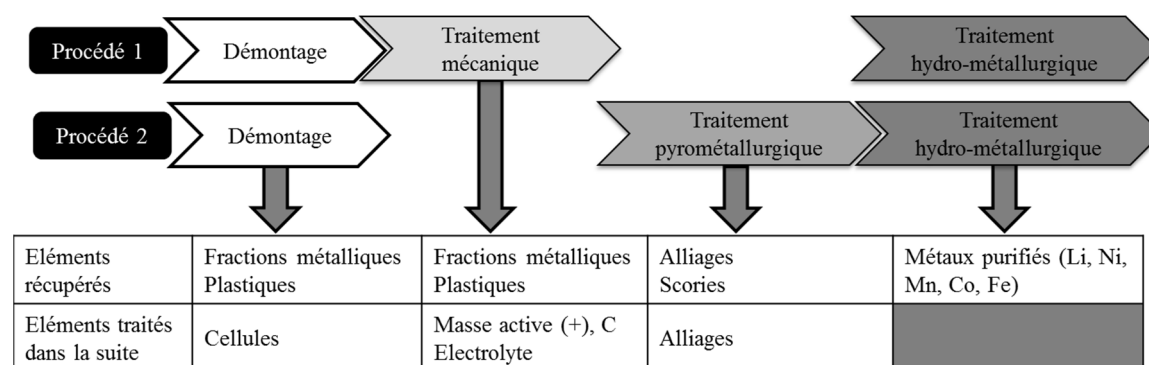 Procédé 1
Démontage
Traitement
mécanique
Traitement
hydro-métallurgique
Procédé 2
Démontage
Traitement
pyrométallurgique
Traitement
hydro-métallurgique
Eléments
récupérés
Fractions métalliques
Plastiques
Fractions métalliques
Plastiques
Alliages
Scories
Métaux purifiés (Li, Ni,
Mn, Co, Fe)
Eléments traités
dans la suite
Cellules
Masse active (+), C
Electrolyte
Alliages